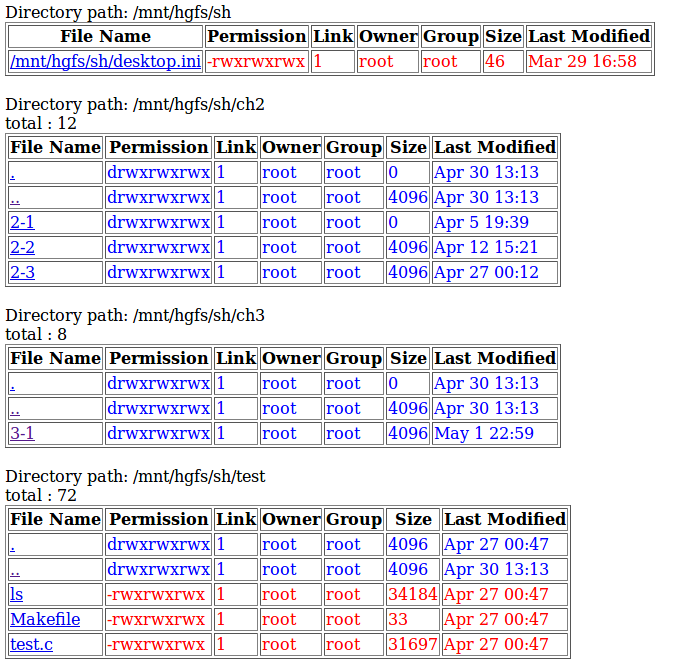 Directory path: /mnt/hgfs/sh
File Name Permission Link Owner Group Size Last Modified
/mnt/hgfs/sh/desktop.ini -rwxrwxrwx 1 root root 46 Mar 29 16:58
Directory path: /mnt/hgfs/sh/ch2
total : 12
File Name Permission Link Owner Group Size Last Modified
. drwxrwxrwx 1 root root 0 Apr 30 13:13
.. drwxrwxrwx 1 root root 4096 Apr 30 13:13
2-1 drwxrwxrwx 1 root root 0 Apr 5 19:39
2-2 drwxrwxrwx 1 root root 4096 Apr 12 15:21
2-3 drwxrwxrwx 1 root root 4096 Apr 27 00:12
Directory path: /mnt/hgfs/sh/ch3
total : 8
File Name Permission Link Owner Group Size Last Modified
. drwxrwxrwx 1 root root 0 Apr 30 13:13
.. drwxrwxrwx 1 root root 4096 Apr 30 13:13
3-1 drwxrwxrwx 1 root root 4096 May 1 22:59
Directory path: /mnt/hgfs/sh/test
total : 72
File Name Permission Link Owner Group Size Last Modified
. drwxrwxrwx 1 root root 4096 Apr 27 00:47
.. drwxrwxrwx 1 root root 4096 Apr 30 13:13
ls -rwxrwxrwx 1 root root 34184 Apr 27 00:47
Makefile -rwxrwxrwx 1 root root 33 Apr 27 00:47
test.c -rwxrwxrwx 1 root root 31697 Apr 27 00:47